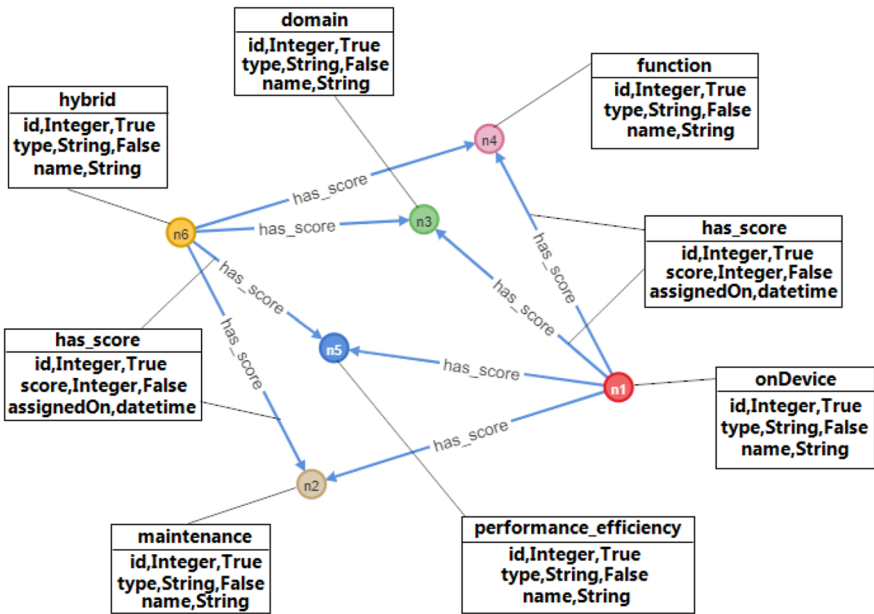 domain
id,Integer,True
type,String,False
name,String
function
id,Integer,True
type,String,False
name,String
hybrid
id,Integer,True
type,String,False
name,String
n4
has_score
n3
has_score
n6
has_score
id,Integer,True
score,Integer,False
assignedOn,datetime
has_score
has_score
has_score
has_score
n5
has_score
has_score
id,Integer,True
score,Integer,False
assignedOn,datetime
has_score
n1
onDevice
id,Integer,True
type,String,False
name,String
has_score
n2
maintenance
id,Integer,True
type,String,False
name,String
performance_efficiency
id,Integer,True
type,String,False
name,String